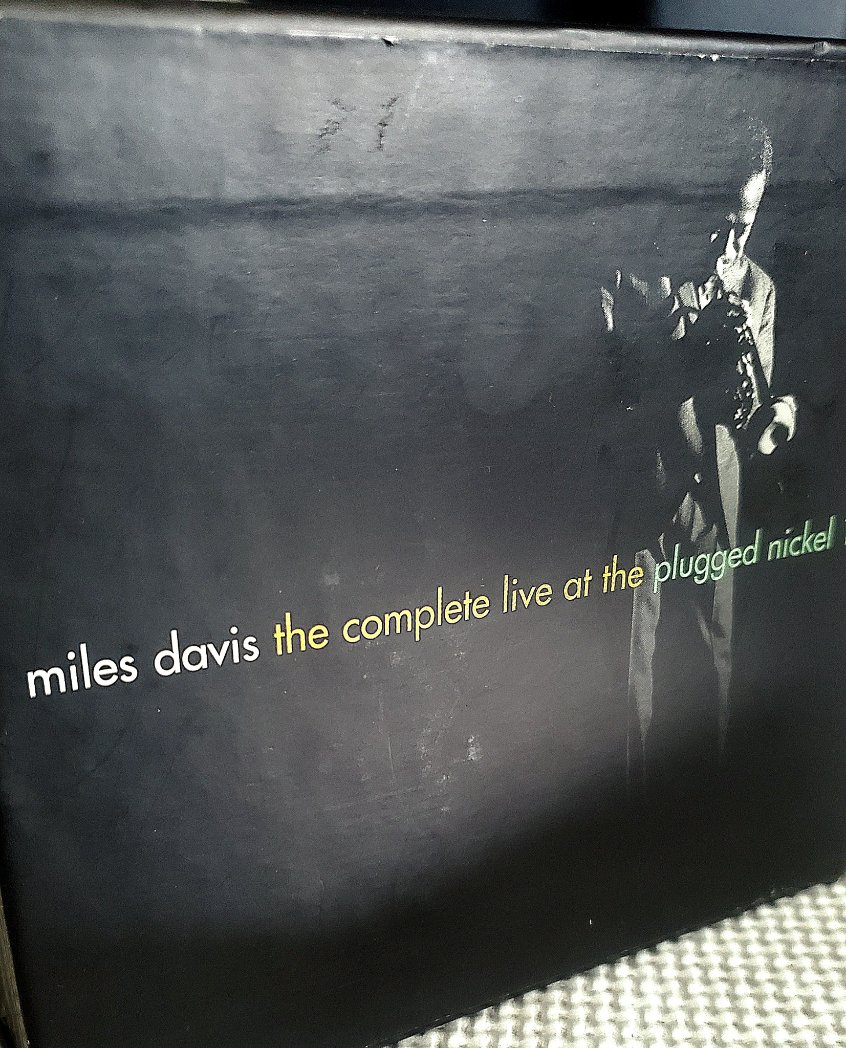 miles davis the complete live at the plugged nickel